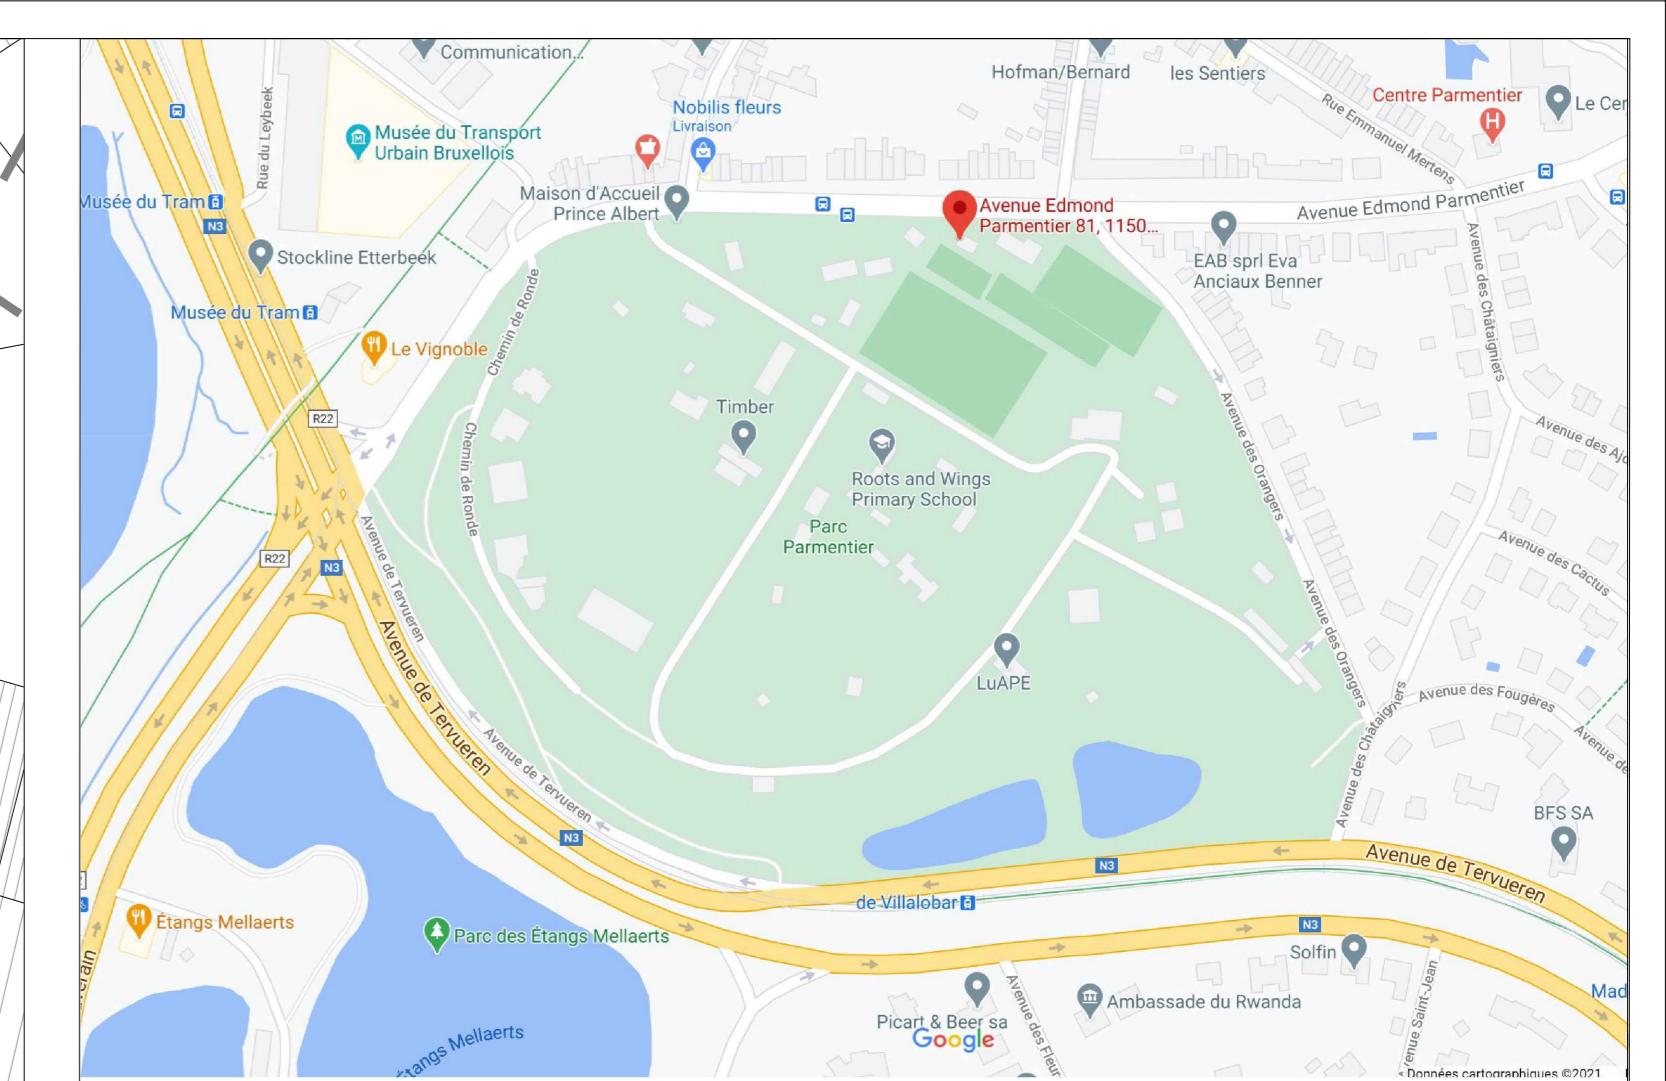 Communication...
Hofman/Bernard
les Sentiers
Rue Emmanuel Mertens
Centre Parmentier
H
Le Cer
Rue du Leybeek
Musée du Transport
Urbain Bruxellois
Nobilis fleurs
Livraison
Musée du Tram
N3
Maison d'Accueil
Prince Albert
Avenue Edmond
Parmentier 81, 1150...
Avenue Edmond Parmentier
Stockline Etterbeek
EAB sprl Eva
Anciaux Benner
Avenue des Châtaigniers
Chemin de Ronde
Musée du Tram
Le Vignoble
R22
Timber
Chemin de Ronde
Avenue des Orangers
Avenue des Ajo
Roots and Wings
Primary School
Parc
Parmentier
R22
N3
Avenue de Tervueren
Avenue des Cactus
Avenue des Orangers
Avenue de Tervueren
LuAPE
Avenue des Fougères
Avenue de Tervueren
Avenue des Châtaigniers
Avenue de
BFS SA
N3
N3
Avenue de Tervueren
de Villalobar
Étangs Mellaerts
Parc des Étangs Mellaerts
N3
Solfin
Ambassade du Rwanda
Mad
Picart & Beer sa
Google
Avenue des Fleur
enue Saint-Jean
tangs Mellaerts
Données cartographiques ©2021